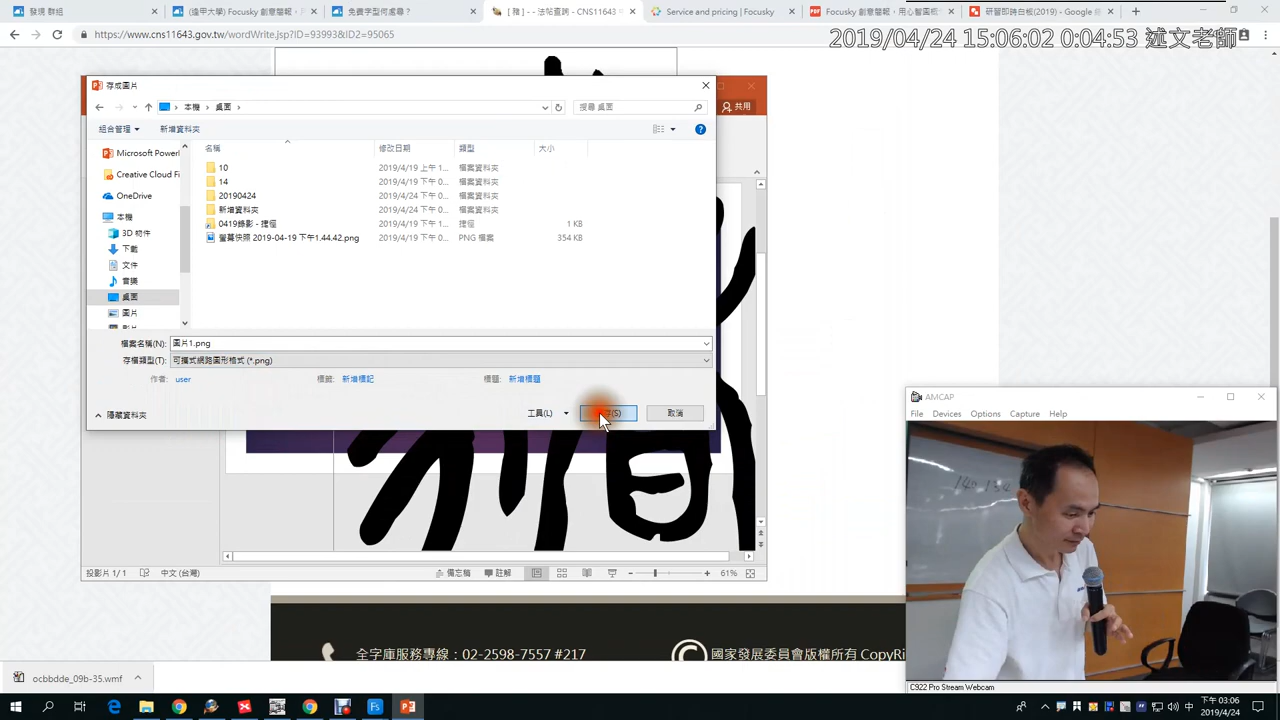 發現 群組
(逢甲大學) Focusky 創意簡報，
免費字型何處尋？
[ 豬 ] - - 法帖查詢 - CNS11643
Service and pricing | Focusky
Focusky 創意簡報，用心智圖
研習即時白板(2019) - Google
https://www.cns11643.gov.tw/wordWrite.jsp?ID=93993&ID2=95065
2019/04/24 15:06:02 0:04:53 述文老師
存成圖片
本機 › 桌面 ›
搜尋 桌面
共用
組合管理
新增資料夾
名稱 修改日期 類型 大小
Microsoft PowerI
Creative Cloud Fi
OneDrive
本機
3D 物件
下載
文件
音樂
桌面
圖片
10 2019/4/19 上午 1... 檔案資料夾
14 2019/4/19 下午 0... 檔案資料夾
20190424 2019/4/24 下午 0... 檔案資料夾
新增資料夾 2019/4/24 下午 0... 檔案資料夾
0419錄影 - 捷徑 2019/4/19 下午 1... 捷徑 1 KB
螢幕快照 2019-04-19 下午1.44.42.png 2019/4/19 下午 0... PNG 檔案 354 KB
檔案名稱(N): 圖片1.png
存檔類型(T): 可攜式網路圖形格式 (*.png)
作者: user 標籤: 新增標記 標題: 新增標題
隱藏資料夾
工具(L)
(S)
取消
投影片 1/1 中文 (台灣) 備忘稿 註解 61%
AMCAP
File Devices Options Capture Help
C922 Pro Stream Webcam
全字庫服務專線：02-2598-7557 #217
國家發展委員會版權所有 CopyRi
ocbbdde_09b-35.wmf
中
下午 03:06
2019/4/24